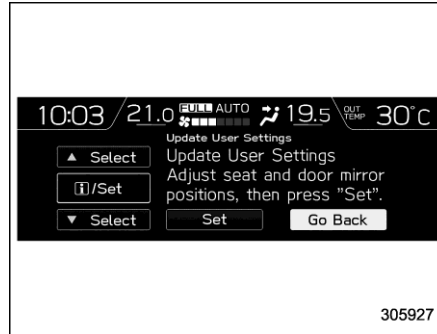 10:03 21.0 FULL AUTO 19.5 OUT TEMP 30°C
Update User Settings
▲ Select
Update User Settings
Adjust seat and door mirror
i/Set
positions, then press "Set".
▼ Select
Set
Go Back
305927